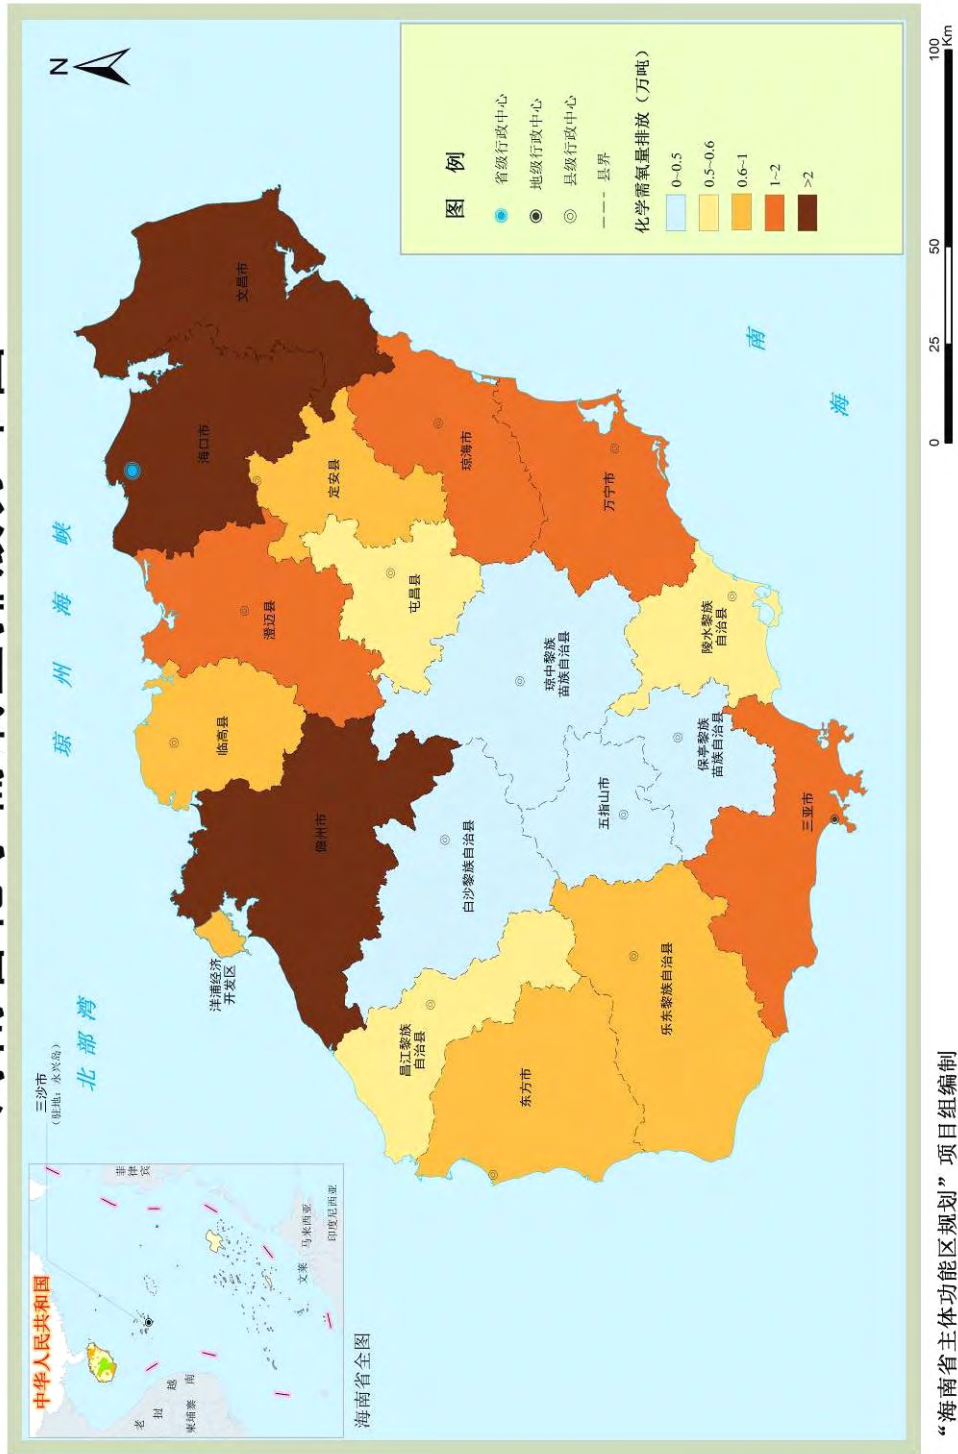 N
琼州海峡
北部湾
南
海
三沙市
（驻地：永兴岛）
中华人民共和国
老挝
越南
柬埔寨
菲律宾
文莱
马来西亚
印度尼西亚
海南省全图
海口市
文昌市
澄迈县
临高县
定安县
儋州市
洋浦经济
开发区
屯昌县
琼海市
白沙黎族自治县
琼中黎族
苗族自治县
万宁市
昌江黎族
自治县
五指山市
东方市
乐东黎族自治县
保亭黎族
苗族自治县
陵水黎族
自治县
三亚市
图 例
省级行政中心
地级行政中心
县级行政中心
县界
化学需氧量排放（万吨）
0~0.5
0.5~0.6
0.6~1
1~2
>2
0 25 50 100
Km
“海南省主体功能区规划”项目组编制